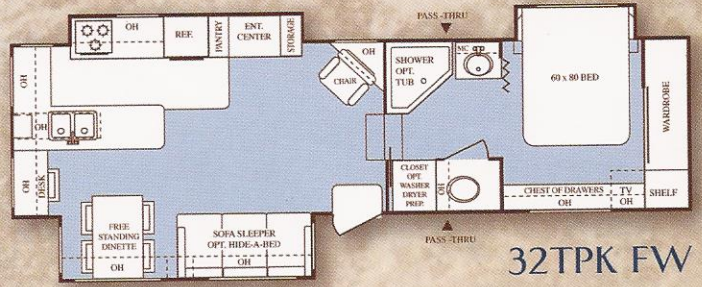 PASS -THRU
OH
REF.
PANTRY
ENT.
CENTER
STORAGE
OH
CHAIR
SHOWER
OPT.
TUB
MC
60 x 80 BED
WARDROBE
OH
OH
OH
DESK
FREE
STANDING
DINETTE
OH
SOFA SLEEPER
OPT. HIDE-A-BED
OH
CLOSET
OPT.
WASHER
DRYER
PREP.
OH
CHEST OF DRAWERS
OH
TV
OH
SHELF
PASS -THRU
32TPK FW